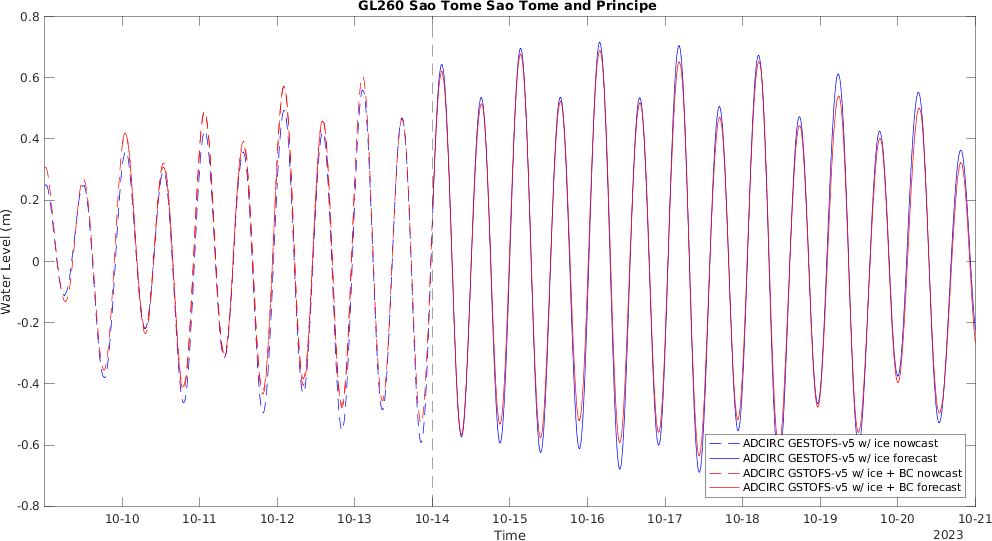 GL260 Sao Tome Sao Tome and Principe
0.8
0.6
0.4
0.2
0
-0.2
-0.4
-0.6
-0.8
Water Level (m)
ADCIRC GESTOFS-v5 w/ ice nowcast
ADCIRC GESTOFS-v5 w/ ice forecast
ADCIRC GSTOFS-v5 w/ ice + BC nowcast
ADCIRC GSTOFS-v5 w/ ice + BC forecast
10-10 10-11 10-12 10-13 10-14 10-15 10-16 10-17 10-18 10-19 10-20 10-21
Time
2023